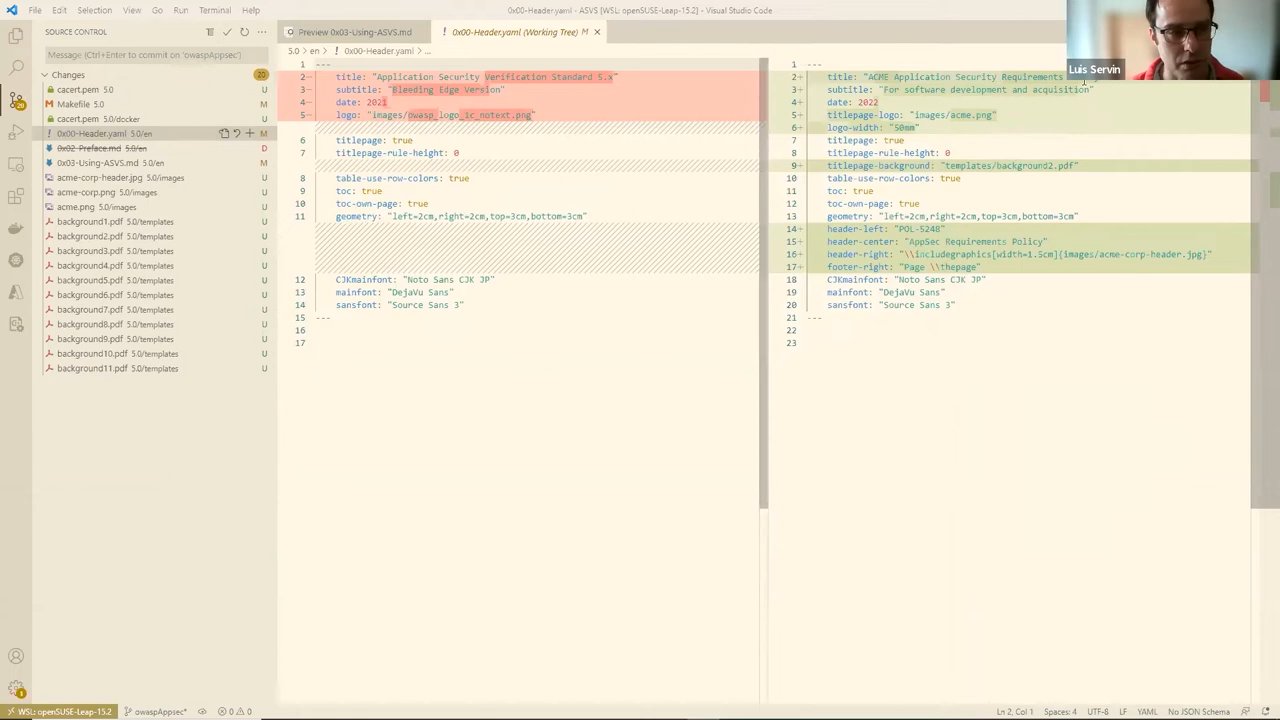 File Edit Selection View Go Run Terminal Help
0x00-Header.yaml - ASVS [WSL: openSUSE-Leap-15.2] - Visual Studio Code
SOURCE CONTROL
Message (Ctrl+Enter to commit on 'owaspAppsec')
Changes 20
cacert.pem 5.0 U
Makefile 5.0 M
cacert.pem 5.0/docker U
0x00-Header.yaml 5.0/en M
0x02-Preface.md 5.0/en D
0x03-Using-ASVS.md 5.0/en M
acme-corp-header.jpg 5.0/images U
acme-corp.png 5.0/images U
acme.png 5.0/images U
background1.pdf 5.0/templates U
background2.pdf 5.0/templates U
background3.pdf 5.0/templates U
background4.pdf 5.0/templates U
background5.pdf 5.0/templates U
background6.pdf 5.0/templates U
background7.pdf 5.0/templates U
background8.pdf 5.0/templates U
background9.pdf 5.0/templates U
background10.pdf 5.0/templates U
background11.pdf 5.0/templates U
Preview 0x03-Using-ASVS.md
0x00-Header.yaml (Working Tree) M
5.0 > en > 0x00-Header.yaml > ...
1 ---
2 title: "Application Security Verification Standard 5.x"
3 subtitle: "Bleeding Edge Version"
4 date: 2021
5 logo: "images/owasp_logo_1c_notext.png"
6 titlepage: true
7 titlepage-rule-height: 0
8 table-use-row-colors: true
9 toc: true
10 toc-own-page: true
11 geometry: "left=2cm,right=2cm,top=3cm,bottom=3cm"
12 CJKmainfont: "Noto Sans CJK JP"
13 mainfont: "DejaVu Sans"
14 sansfont: "Source Sans 3"
15 ---
16
17
1 ---
2+ title: "ACME Application Security Requirements
3+ subtitle: "For software development and acquisition"
4+ date: 2022
5+ titlepage-logo: "images/acme.png"
6+ logo-width: "50mm"
7 titlepage: true
8 titlepage-rule-height: 0
9+ titlepage-background: "templates/background2.pdf"
10 table-use-row-colors: true
11 toc: true
12 toc-own-page: true
13 geometry: "left=2cm,right=2cm,top=3cm,bottom=3cm"
14+ header-left: "POL-5248"
15+ header-center: "AppSec Requirements Policy"
16+ header-right: "\\includegraphics[width=1.5cm]{images/acme-corp-header.jpg}"
17+ footer-right: "Page \\thepage"
18 CJKmainfont: "Noto Sans CJK JP"
19 mainfont: "DejaVu Sans"
20 sansfont: "Source Sans 3"
21 ---
22
23
Luis Servin
WSL: openSUSE-Leap-15.2 owaspAppsec* 0 0
Ln 2, Col 1 Spaces: 4 UTF-8 LF YAML No JSON Schema